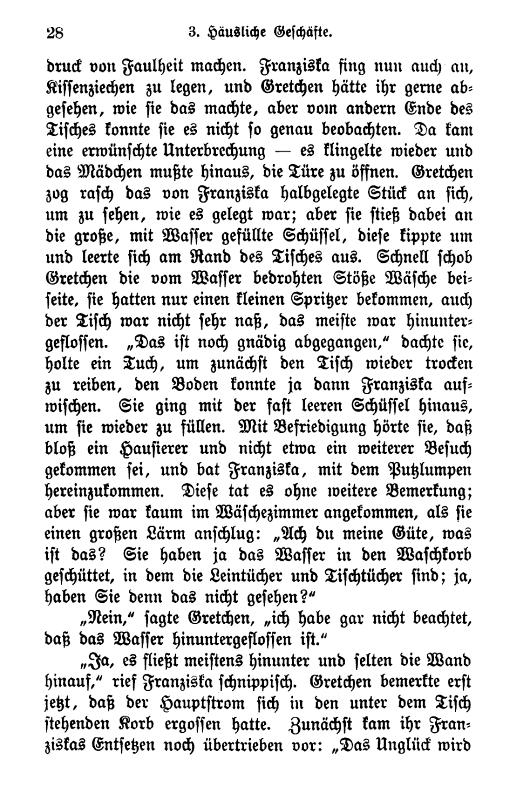 28 3. Häusliche Geschäfte.
druck von Faulheit machen. Franziska fing nun auch an,
Kissenziechen zu legen, und Gretchen hätte ihr gerne ab-
gesehen, wie sie das machte, aber vom andern Ende des
Tisches konnte sie es nicht so genau beobachten. Da kam
eine erwünschte Unterbrechung — es klingelte wieder und
das Mädchen mußte hinaus, die Türe zu öffnen. Gretchen
zog rasch das von Franziska halbgelegte Stück an sich,
um zu sehen, wie es gelegt war; aber sie stieß dabei an
die große, mit Wasser gefüllte Schüssel, diese kippte um
und leerte sich am Rand des Tisches aus. Schnell schob
Gretchen die vom Wasser bedrohten Stöße Wäsche bei-
seite, sie hatten nur einen kleinen Spritzer bekommen, auch
der Tisch war nicht sehr naß, das meiste war hinunter-
geflossen. „Das ist noch gnädig abgegangen,“ dachte sie,
holte ein Tuch, um zunächst den Tisch wieder trocken
zu reiben, den Boden konnte ja dann Franziska auf-
wischen. Sie ging mit der fast leeren Schüssel hinaus,
um sie wieder zu füllen. Mit Befriedigung hörte sie, daß
bloß ein Hausierer und nicht etwa ein weiterer Besuch
gekommen sei, und bat Franziska, mit dem Putzlumpen
hereinzukommen. Diese tat es ohne weitere Bemerkung;
aber sie war kaum im Wäschezimmer angekommen, als sie
einen großen Lärm anschlug: „Ach du meine Güte, was
ist das? Sie haben ja das Wasser in den Waschkorb
geschüttet, in dem die Leintücher und Tischtücher sind; ja,
haben Sie denn das nicht gesehen?“
„Nein,“ sagte Gretchen, „ich habe gar nicht beachtet,
daß das Wasser hinuntergeflossen ist.“
„Ja, es fließt meistens hinunter und selten die Wand
hinauf,“ rief Franziska schnippisch. Gretchen bemerkte erst
jetzt, daß der Hauptstrom sich in den unter dem Tisch
stehenden Korb ergossen hatte. Zunächst kam ihr Fran-
ziskas Entsetzen noch übertrieben vor: „Das Unglück wird